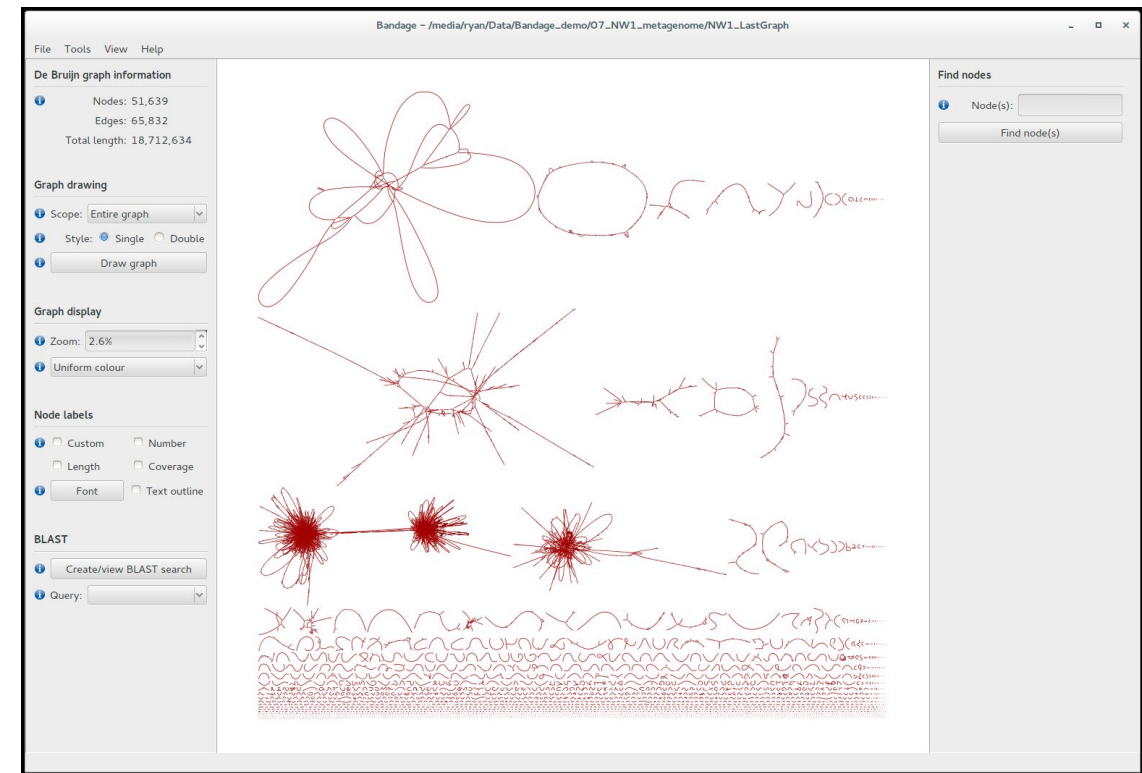 Bandage – /media/ryan/Data/Bandage_demo/07_NW1_metagenome/NW1_LastGraph
File Tools View Help
De Bruijn graph information
Nodes: 51,639
Edges: 65,832
Total length: 18,712,634
Graph drawing
Scope: Entire graph
Style: Single Double
Draw graph
Graph display
Zoom: 2.6%
Uniform colour
Node labels
Custom Number
Length Coverage
Font Text outline
BLAST
Create/view BLAST search
Query:
Find nodes
Node(s):
Find node(s)